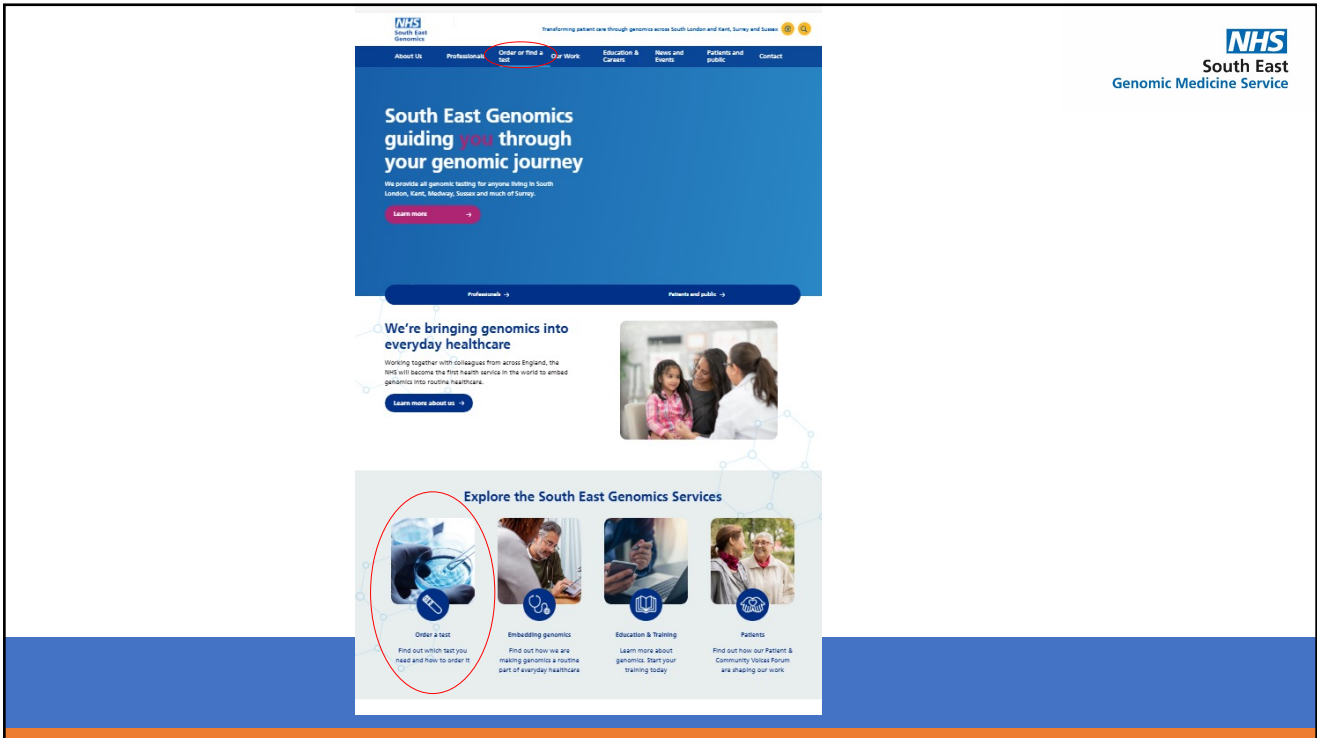 NHS
South East
Genomics
Transforming patient care through genomics across South London and Kent, Surrey and Sussex
About Us
Professionals
Order or find a
test
Our Work
Education &
Careers
News and
Events
Patients and
public
Contact
NHS
South East
Genomic Medicine Service
South East Genomics
guiding you through
your genomic journey
We provide all genomic testing for anyone living in South
London, Kent, Medway, Sussex and much of Surrey.
Learn more →
Professionals →
Patients and public →
We're bringing genomics into
everyday healthcare
Working together with colleagues from across England, the
NHS will become the first health service in the world to embed
genomics into routine healthcare.
Learn more about us →
Explore the South East Genomics Services
Order a test
Find out which test you
need and how to order it
Embedding genomics
Find out how we are
making genomics a routine
part of everyday healthcare
Education & Training
Learn more about
genomics. Start your
training today
Patients
Find out how our Patient &
Community Voices Forum
are shaping our work